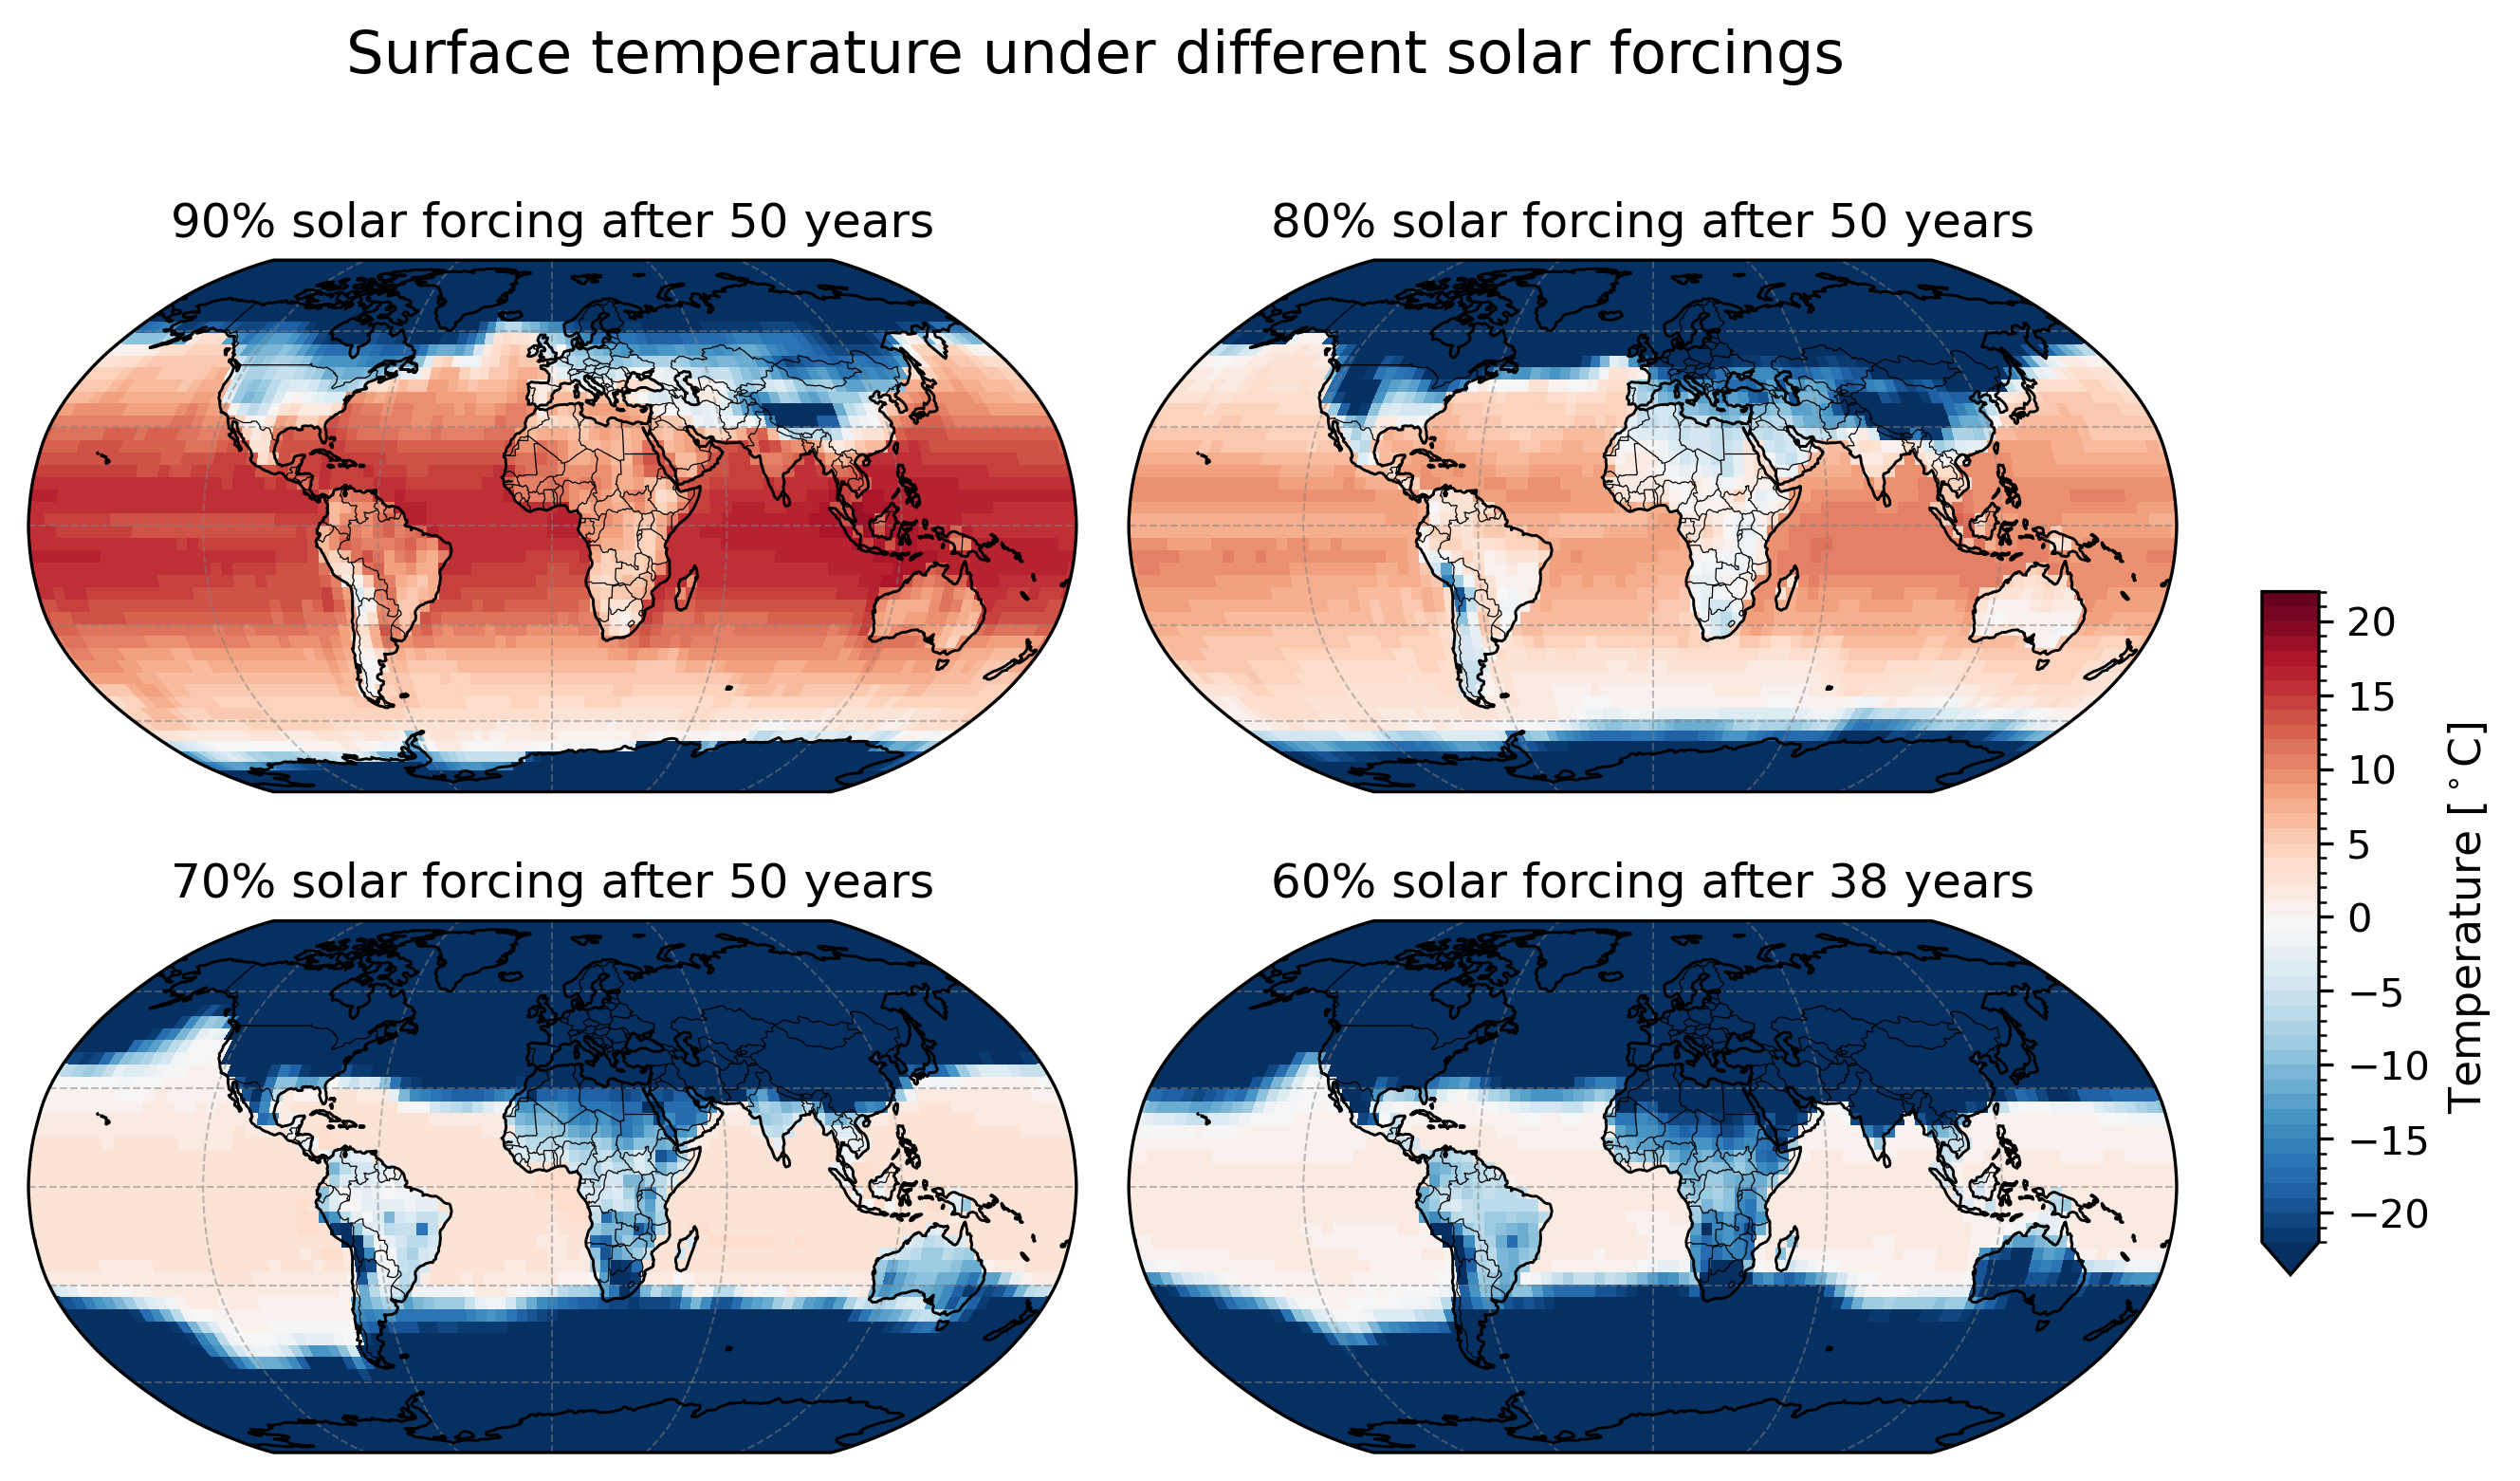 Surface temperature under different solar forcings
90% solar forcing after 50 years
80% solar forcing after 50 years
70% solar forcing after 50 years
60% solar forcing after 38 years
20
15
10
5
0
−5
−10
−15
−20
Temperature [°C]